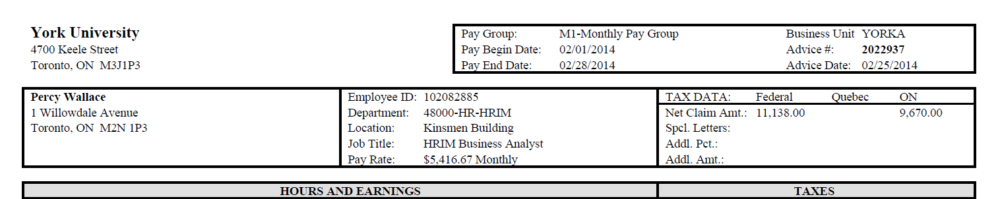 York University
4700 Keele Street
Toronto, ON M3J1P3
Pay Group: M1-Monthly Pay Group Business Unit YORKA
Pay Begin Date: 02/01/2014 Advice #: 2022937
Pay End Date: 02/28/2014 Advice Date: 02/25/2014
Percy Wallace
1 Willowdale Avenue
Toronto, ON M2N 1P3
Employee ID: 102082885
Department: 48000-HR-HRIM
Location: Kinsmen Building
Job Title: HRIM Business Analyst
Pay Rate: $5,416.67 Monthly
TAX DATA: Federal Quebec ON
Net Claim Amt.: 11,138.00 9,670.00
Spcl. Letters:
Addl. Pct.:
Addl. Amt.:
HOURS AND EARNINGS TAXES